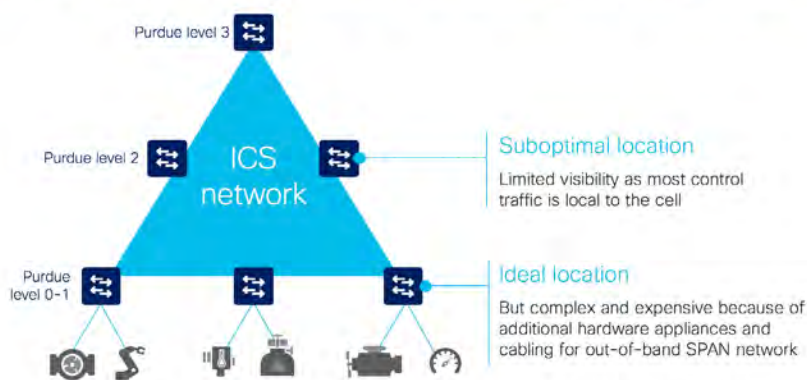 Purdue level 3
Purdue level 2
ICS
network
Suboptimal location
Limited visibility as most control
traffic is local to the cell
Purdue
level 0-1
Ideal location
But complex and expensive because of
additional hardware appliances and
cabling for out-of-band SPAN network